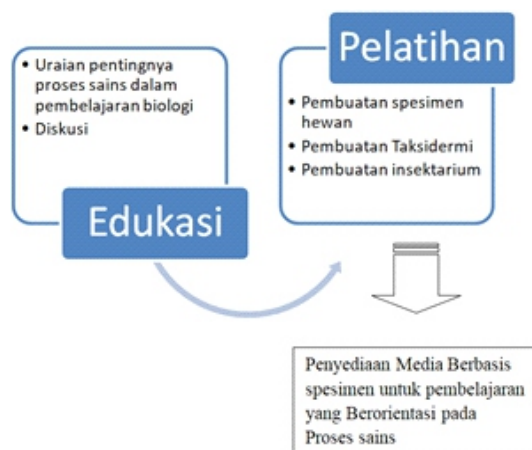 • Uraian pentingnya
proses sains dalam
pembelajaran biologi
• Diskusi
Edukasi
Pelatihan
• Pembuatan spesimen
hewan
• Pembuatan Taksidermi
• Pembuatan insektarium
Penyediaan Media Berbasis
spesimen untuk pembelajaran
yang Berorientasi pada
Proses sains